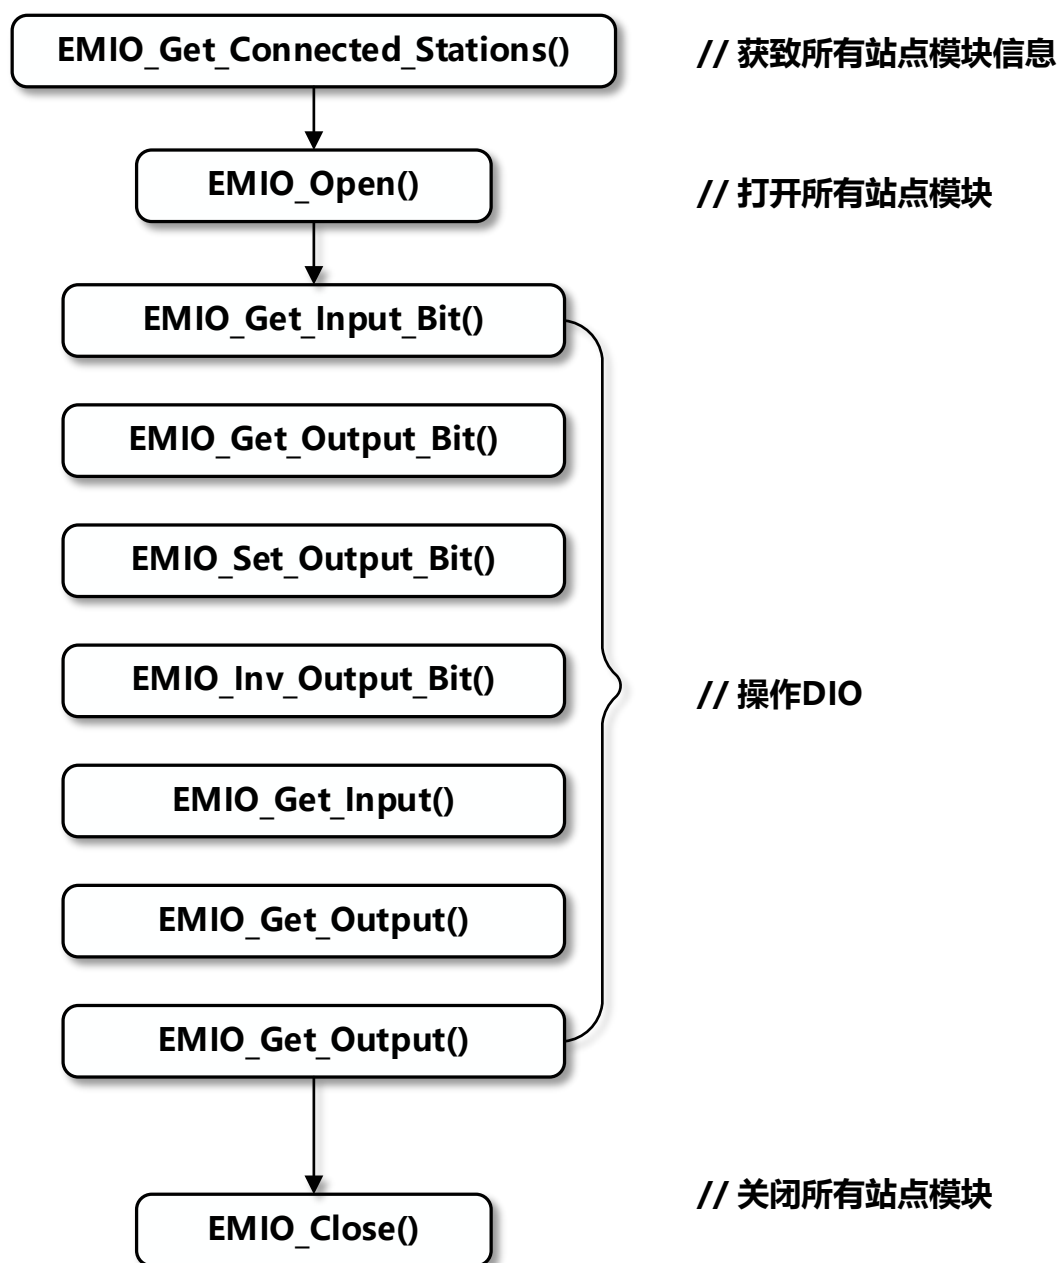 EMIO_Get_Connected_Stations() // 获致所有站点模块信息
EMIO_Open() // 打开所有站点模块
EMIO_Get_Input_Bit()
EMIO_Get_Output_Bit()
EMIO_Set_Output_Bit()
EMIO_Inv_Output_Bit() // 操作DIO
EMIO_Get_Input()
EMIO_Get_Output()
EMIO_Get_Output()
EMIO_Close() // 关闭所有站点模块